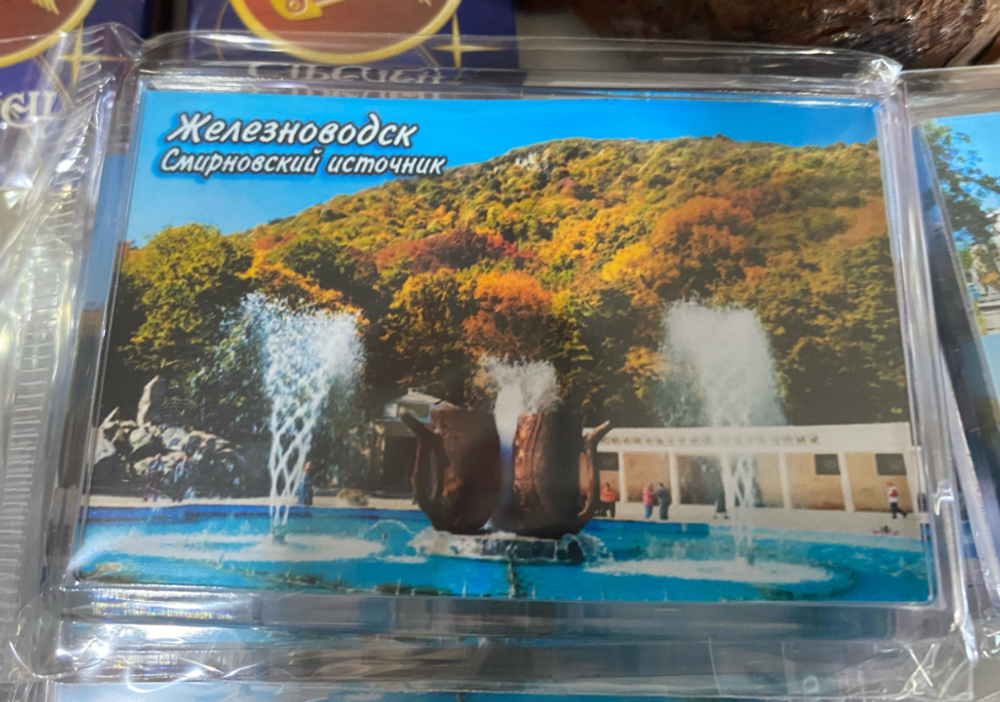 Железноводск
Смирновский источник